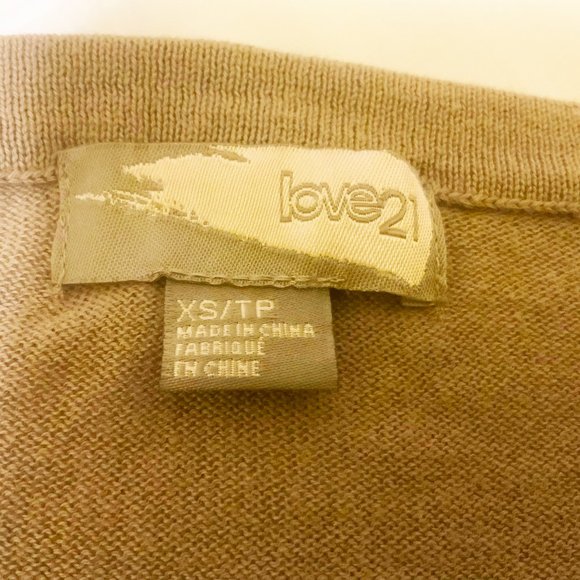 love21
XS/TP
MADE IN CHINA
FABRIQUÉ
EN CHINE